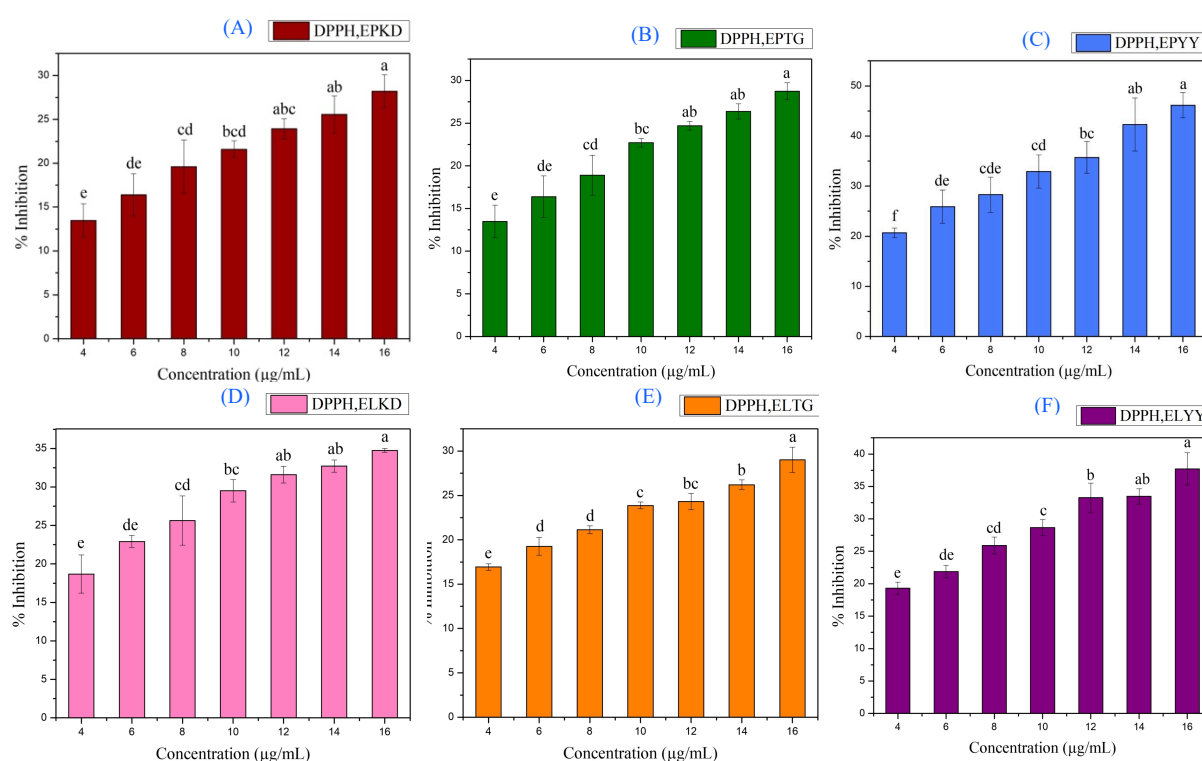 (A) DPPH,EPKD
% Inhibition
30
25
20
15
10
5
0
e de cd bcd abc ab a
4 6 8 10 12 14 16
Concentration (µg/mL)
(B) DPPH,EPTG
% Inhibition
30
25
20
15
10
5
0
e de cd bc ab ab a
4 6 8 10 12 14 16
Concentration (µg/mL)
(C) DPPH,EPYY
% Inhibition
50
40
30
20
10
0
f de cde cd bc ab a
4 6 8 10 12 14 16
Concentration (µg/mL)
(D) DPPH,ELKD
% Inhibition
35
30
25
20
15
10
5
0
e de cd bc ab ab a
4 6 8 10 12 14 16
Concentration (µg/mL)
(E) DPPH,ELTG
% Inhibition
30
25
20
15
10
5
0
e d d c bc b a
4 6 8 10 12 14 16
Concentration (µg/mL)
(F) DPPH,ELYY
% Inhibition
40
35
30
25
20
15
10
5
0
e de cd c b ab a
4 6 8 10 12 14 16
Concentration (µg/mL)